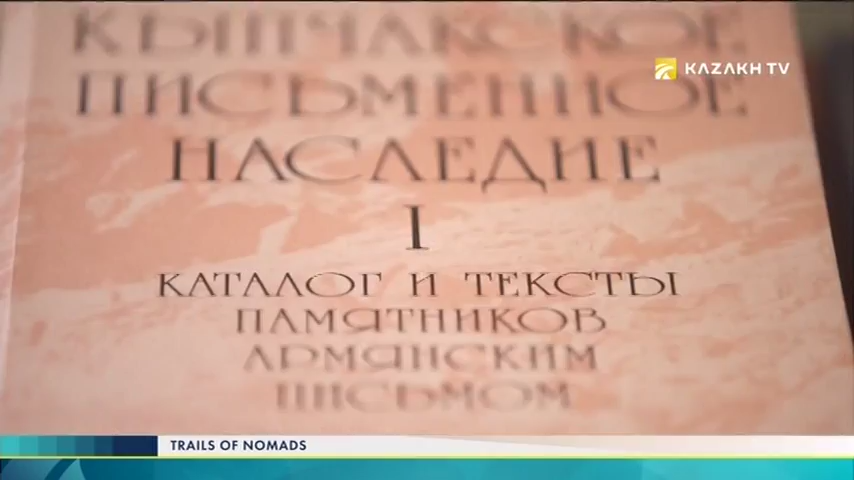 КЫПЧАКСКОЕ
ПИСЬМЕННОЕ
НАСЛЕДИЕ
I
КАТАЛОГ И ТЕКСТЫ
ПАМЯТНИКОВ
АРМЯНСКИМ
ПИСЬМОМ
KAZAKH TV
TRAILS OF NOMADS